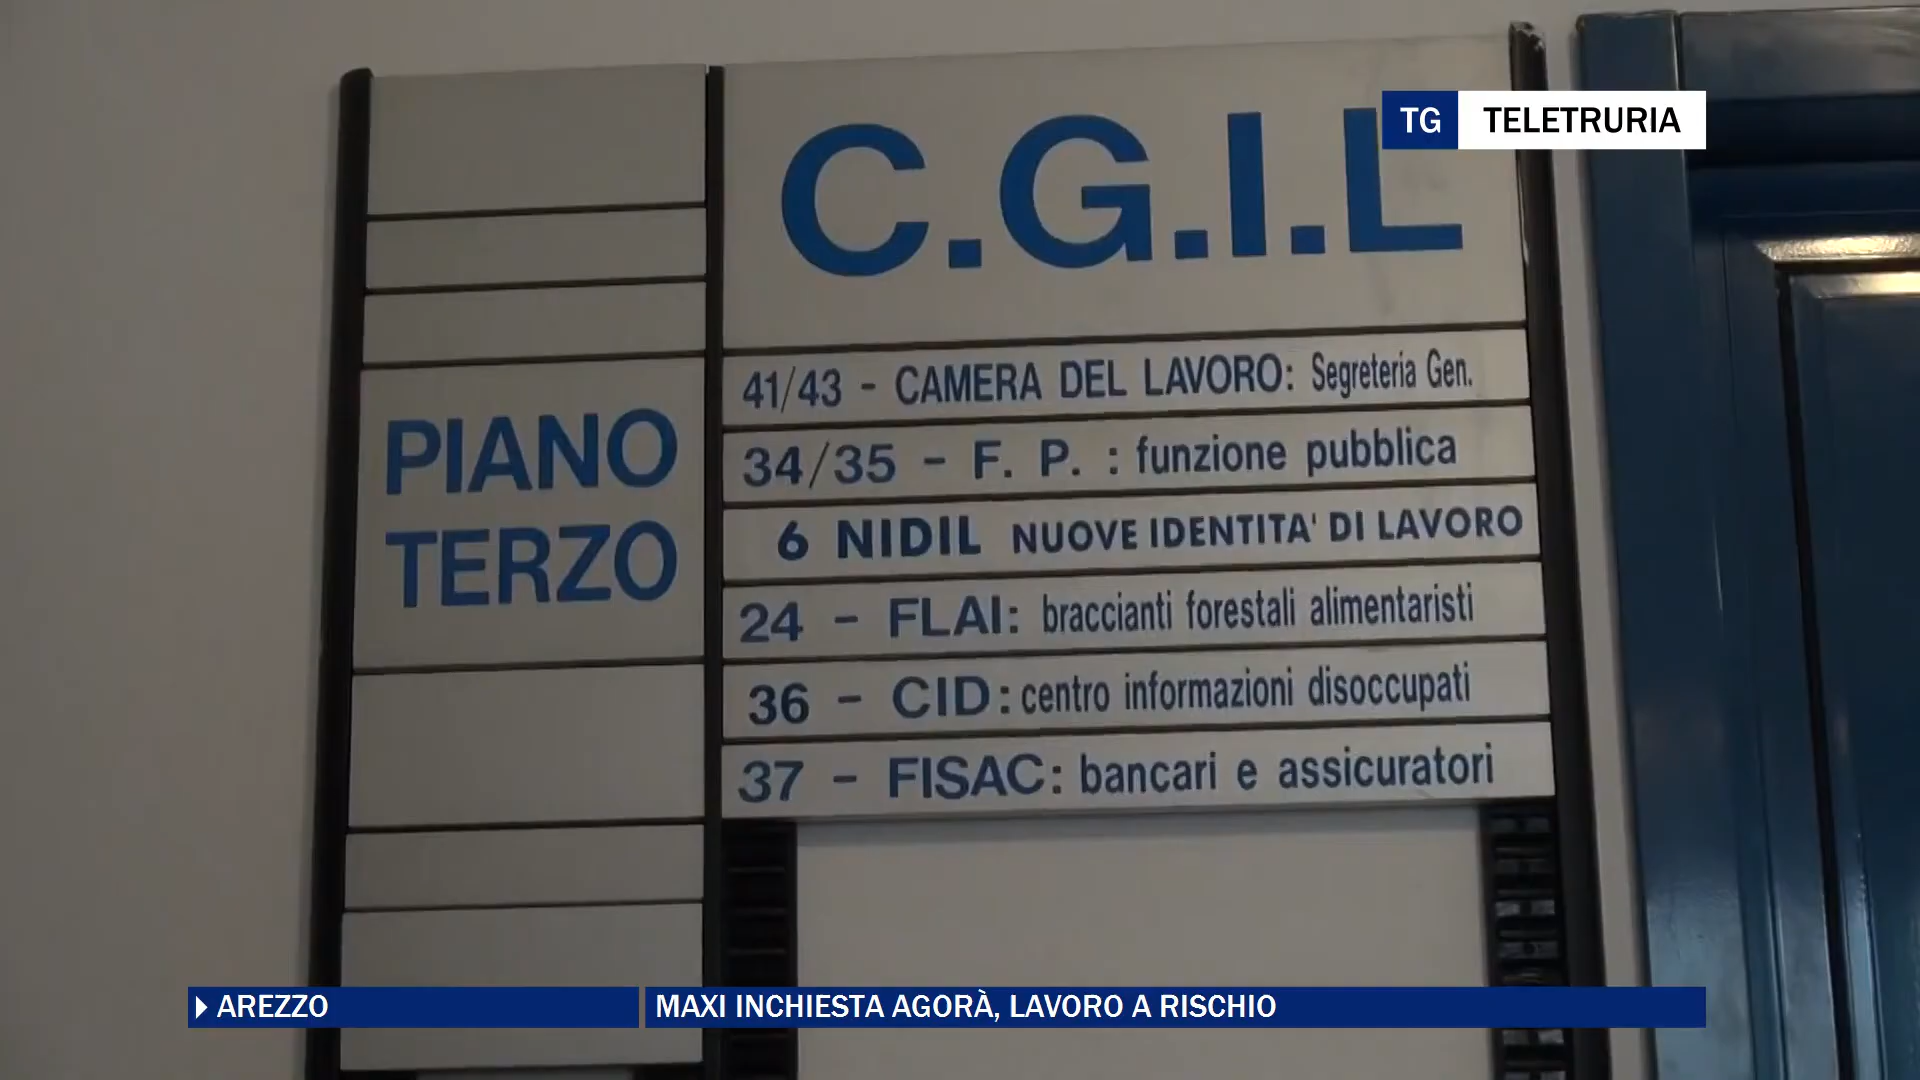 TG TELETRURIA
C.G.I.L
PIANO
TERZO
41/43 - CAMERA DEL LAVORO: Segreteria Gen.
34/35 - F. P. : funzione pubblica
6 NIDIL NUOVE IDENTITA' DI LAVORO
24 - FLAI: braccianti forestali alimentaristi
36 - CID: centro informazioni disoccupati
37 - FISAC: bancari e assicuratori
AREZZO
MAXI INCHIESTA AGORÀ, LAVORO A RISCHIO